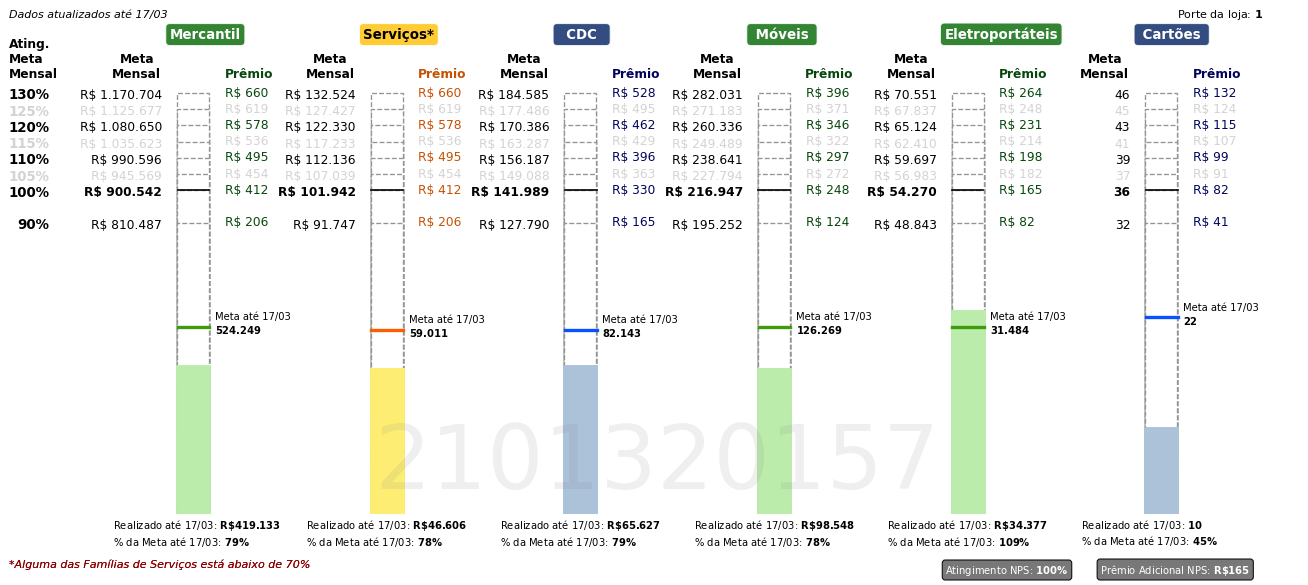 Dados atualizados até 17/03 Porte da loja: 1
Mercantil Serviços* CDC Móveis Eletroportáteis Cartões
Ating. Meta Mensal Meta Mensal Prêmio Meta Mensal Prêmio Meta Mensal Prêmio Meta Mensal Prêmio Meta Mensal Prêmio Meta Mensal Prêmio
130% R$ 1.170.704 R$ 660 R$ 132.524 R$ 660 R$ 184.585 R$ 528 R$ 282.031 R$ 396 R$ 70.551 R$ 264 46 R$ 132
125% R$ 1.125.677 R$ 619 R$ 127.427 R$ 619 R$ 177.486 R$ 495 R$ 271.183 R$ 371 R$ 67.837 R$ 248 45 R$ 124
120% R$ 1.080.650 R$ 578 R$ 122.330 R$ 578 R$ 170.386 R$ 462 R$ 260.336 R$ 346 R$ 65.124 R$ 231 43 R$ 115
115% R$ 1.035.623 R$ 536 R$ 117.233 R$ 536 R$ 163.287 R$ 429 R$ 249.489 R$ 322 R$ 62.410 R$ 214 41 R$ 107
110% R$ 990.596 R$ 495 R$ 112.136 R$ 495 R$ 156.187 R$ 396 R$ 238.641 R$ 297 R$ 59.697 R$ 198 39 R$ 99
105% R$ 945.569 R$ 454 R$ 107.039 R$ 454 R$ 149.088 R$ 363 R$ 227.794 R$ 272 R$ 56.983 R$ 182 37 R$ 91
100% R$ 900.542 R$ 412 R$ 101.942 R$ 412 R$ 141.989 R$ 330 R$ 216.947 R$ 248 R$ 54.270 R$ 165 36 R$ 82
90% R$ 810.487 R$ 206 R$ 91.747 R$ 206 R$ 127.790 R$ 165 R$ 195.252 R$ 124 R$ 48.843 R$ 82 32 R$ 41
Meta até 17/03 Meta até 17/03 Meta até 17/03 Meta até 17/03 Meta até 17/03 Meta até 17/03
524.249 59.011 82.143 126.269 31.484 22
2101320157
Realizado até 17/03: R$419.133 Realizado até 17/03: R$46.606 Realizado até 17/03: R$65.627 Realizado até 17/03: R$98.548 Realizado até 17/03: R$34.377 Realizado até 17/03: 10
% da Meta até 17/03: 79% % da Meta até 17/03: 78% % da Meta até 17/03: 79% % da Meta até 17/03: 78% % da Meta até 17/03: 109% % da Meta até 17/03: 45%
*Alguma das Famílias de Serviços está abaixo de 70% Atingimento NPS: 100% Prêmio Adicional NPS: R$165